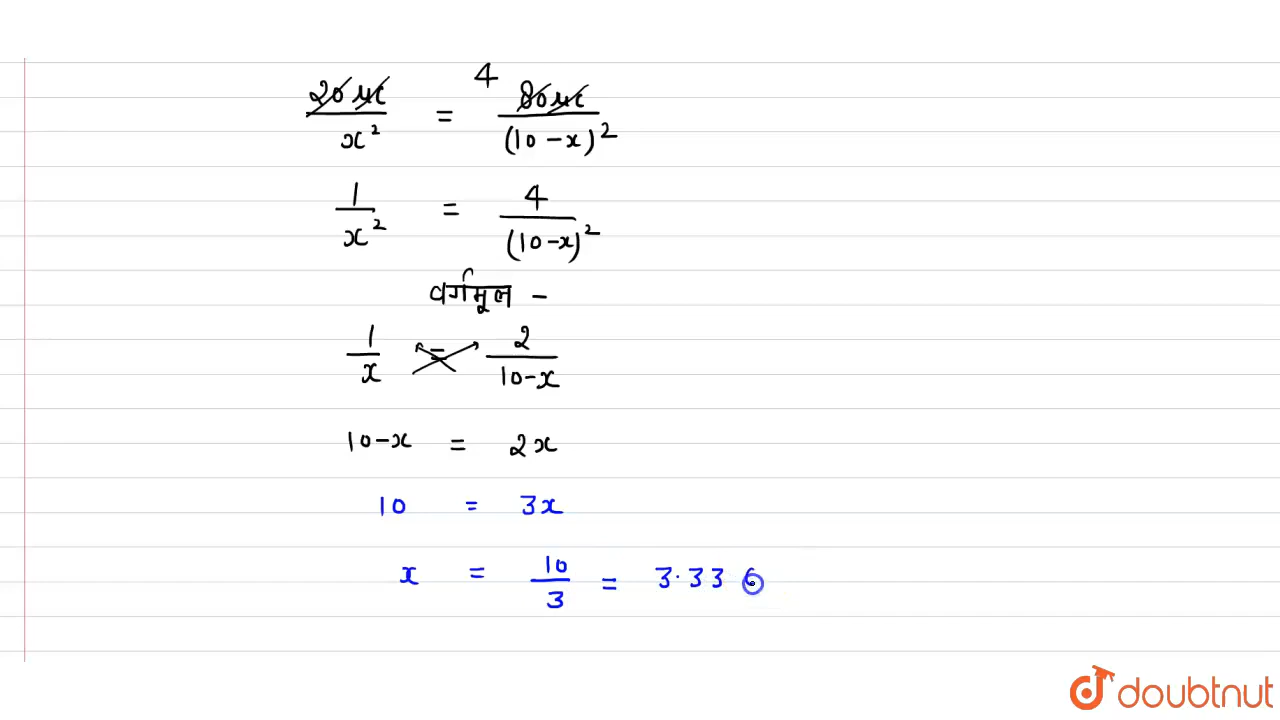 20 μC / x² = 4 80 μC / (10-x)²
1 / x² = 4 / (10-x)²
वर्गमूल -
1 / x = 2 / 10-x
10-x = 2x
10 = 3x
x = 10 / 3 = 3.33
doubtnut